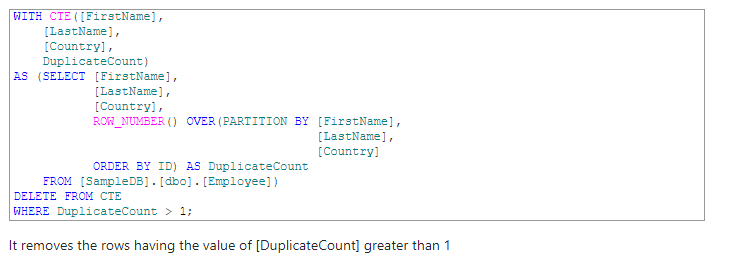 WITH CTE([FirstName],
    [LastName],
    [Country],
    DuplicateCount)
AS (SELECT [FirstName],
           [LastName],
           [Country],
           ROW_NUMBER() OVER(PARTITION BY [FirstName],
                                          [LastName],
                                          [Country]
           ORDER BY ID) AS DuplicateCount
    FROM [SampleDB].[dbo].[Employee])
DELETE FROM CTE
WHERE DuplicateCount > 1;
It removes the rows having the value of [DuplicateCount] greater than 1